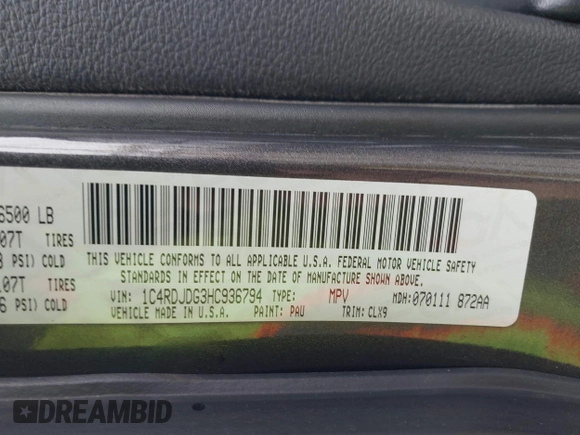 6500 LB
07T TIRES
PSI) COLD
07T TIRES
6 PSI) COLD
THIS VEHICLE CONFORMS TO ALL APPLICABLE U.S.A. FEDERAL MOTOR VEHICLE SAFETY
STANDARDS IN EFFECT ON THE DATE OF MANUFACTURE SHOWN ABOVE.
VIN: 1C4RDJDG3HC936794 TYPE: MPV MDH:070111 872AA
VEHICLE MADE IN U.S.A. PAINT: PAU TRIM: CLX9
DREAMBID